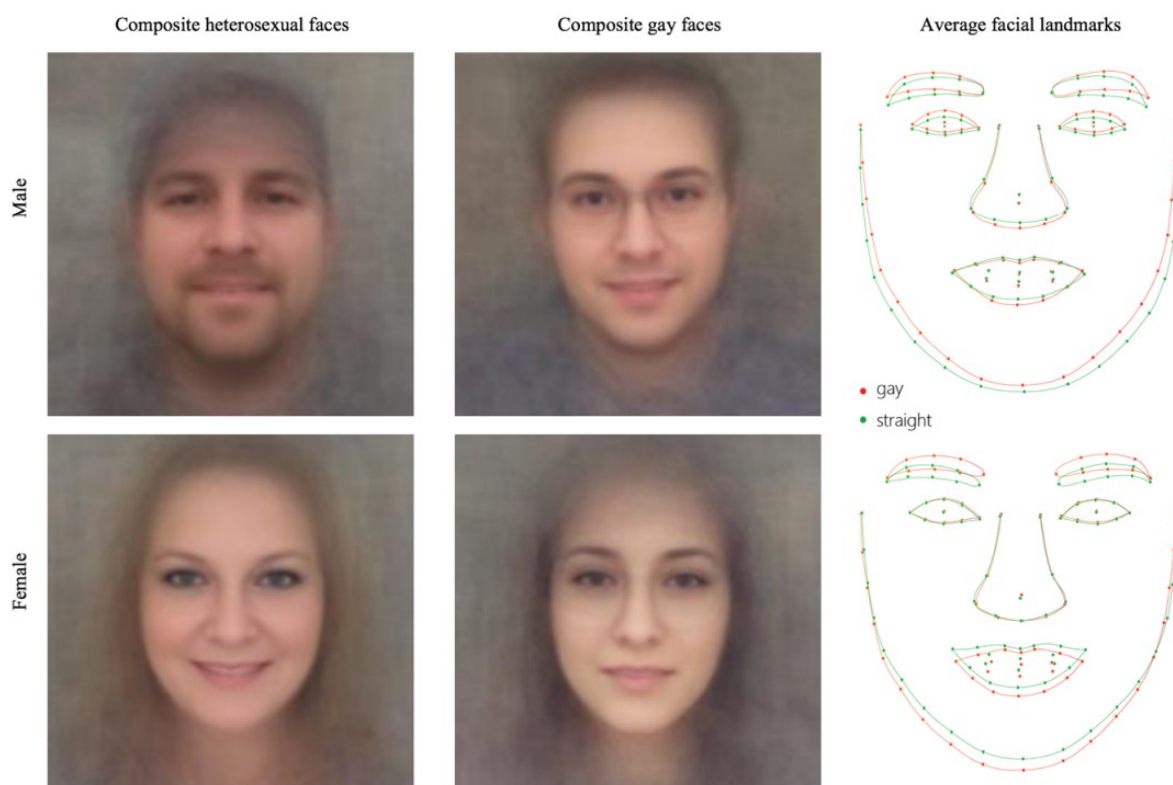 Composite heterosexual faces
Composite gay faces
Average facial landmarks
Male
gay
straight
Female